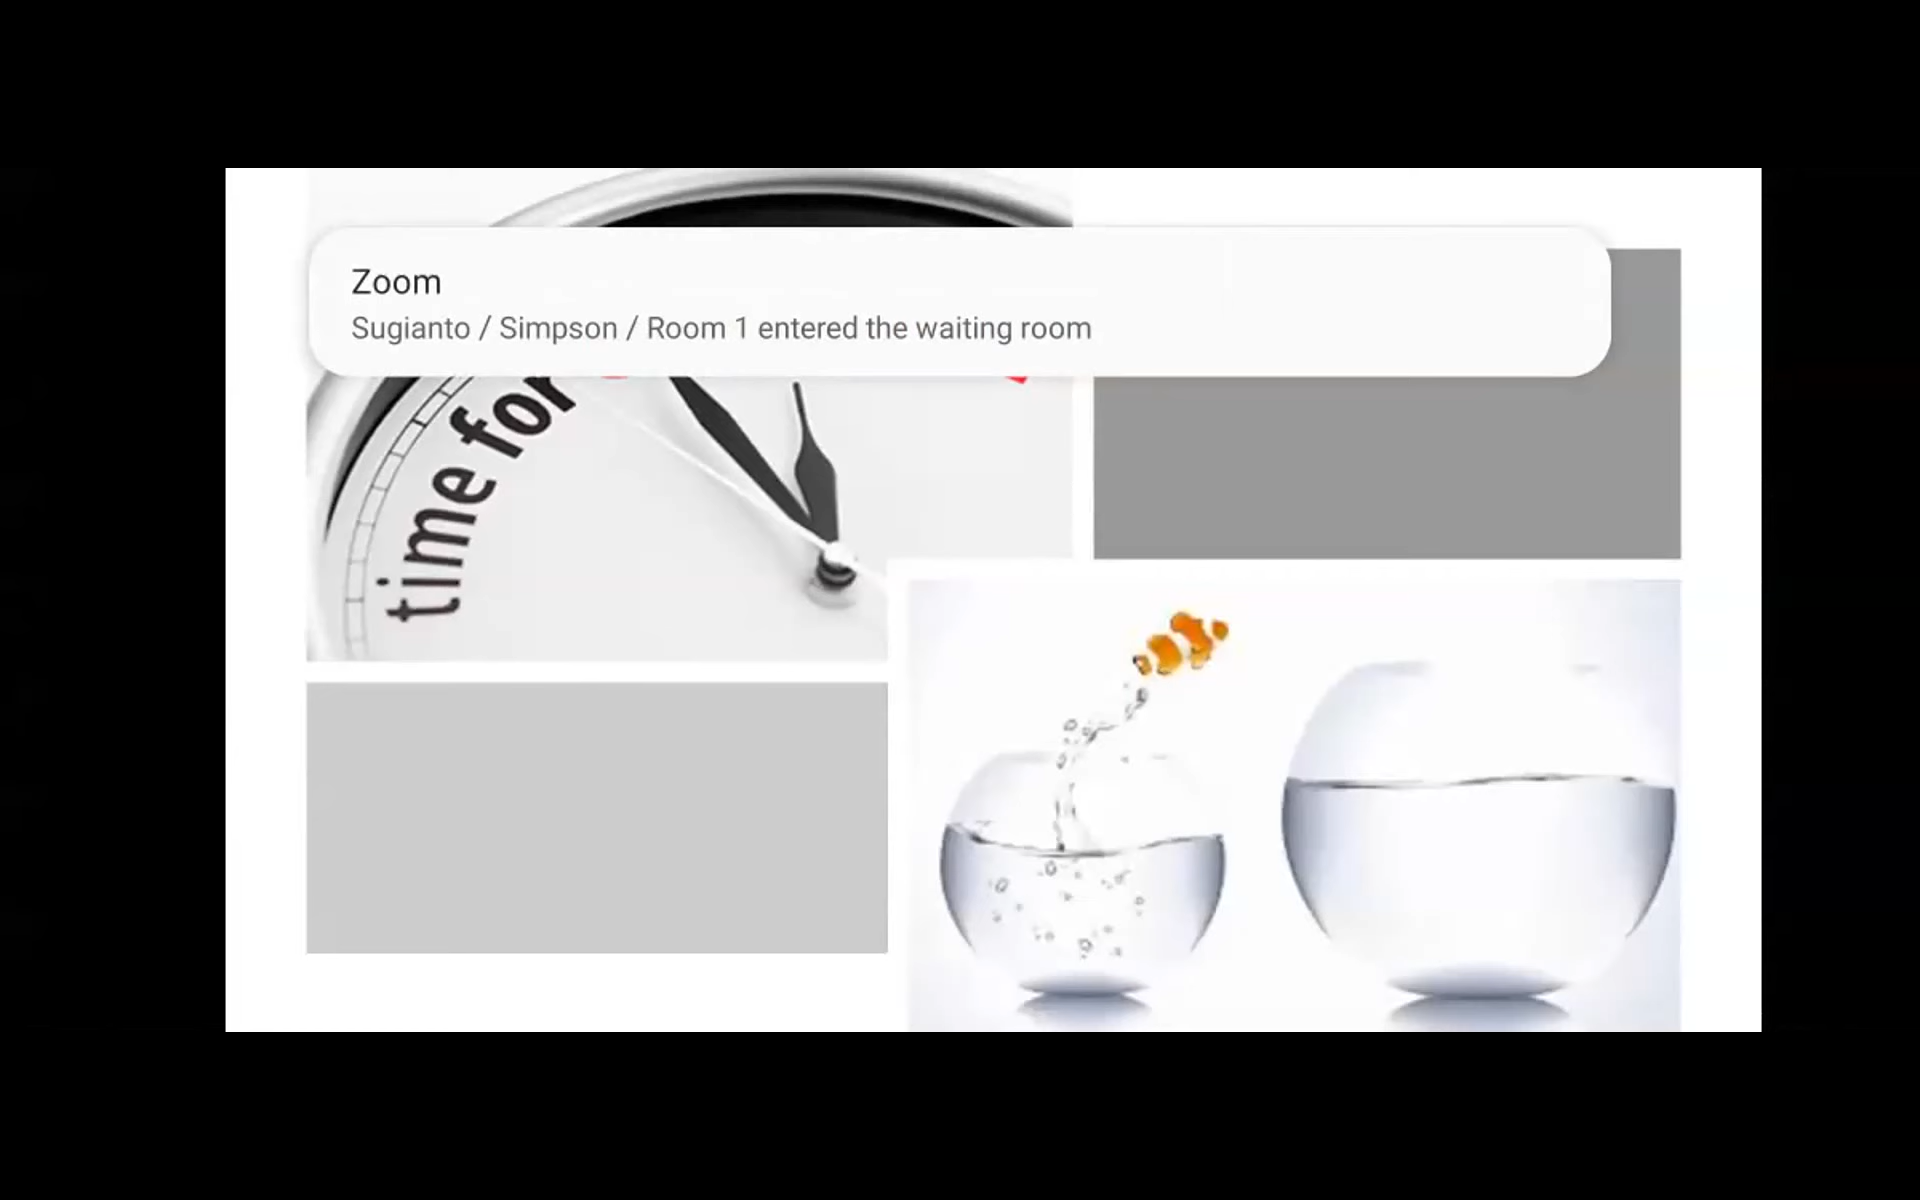 Zoom
Sugianto / Simpson / Room 1 entered the waiting room
time for